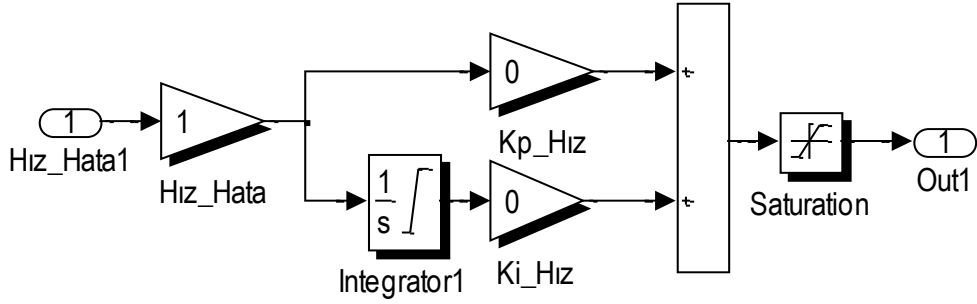 1
Hız_Hata1
1
Hız_Hata
1
s
Integrator1
0
Kp_Hız
0
Ki_Hız
+
+
Saturation
1
Out1